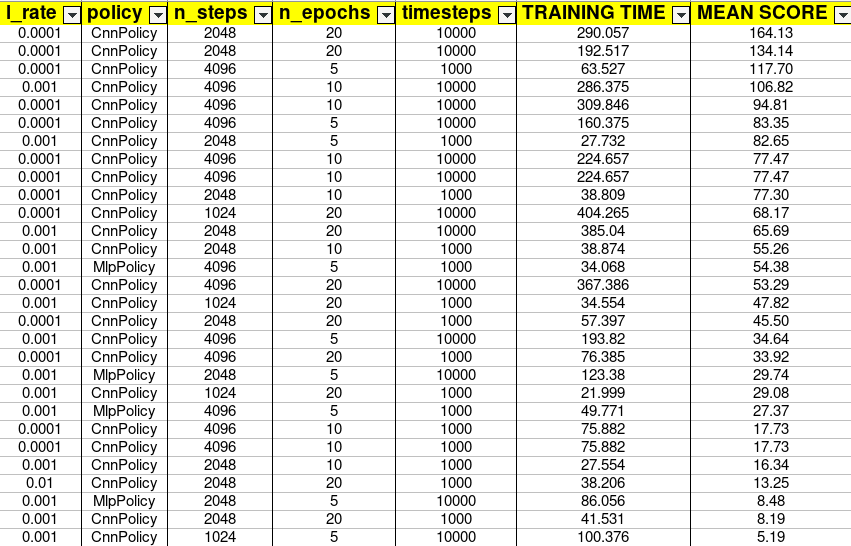 l_rate policy n_steps n_epochs timesteps TRAINING TIME MEAN SCORE
0.0001 CnnPolicy 2048 20 10000 290.057 164.13
0.0001 CnnPolicy 2048 20 10000 192.517 134.14
0.0001 CnnPolicy 4096 5 1000 63.527 117.70
0.001 CnnPolicy 4096 10 10000 286.375 106.82
0.0001 CnnPolicy 4096 10 10000 309.846 94.81
0.0001 CnnPolicy 4096 5 10000 160.375 83.35
0.001 CnnPolicy 2048 5 1000 27.732 82.65
0.0001 CnnPolicy 4096 10 10000 224.657 77.47
0.0001 CnnPolicy 4096 10 10000 224.657 77.47
0.0001 CnnPolicy 2048 10 1000 38.809 77.30
0.0001 CnnPolicy 1024 20 10000 404.265 68.17
0.001 CnnPolicy 2048 20 10000 385.04 65.69
0.001 CnnPolicy 2048 10 1000 38.874 55.26
0.001 MlpPolicy 4096 5 1000 34.068 54.38
0.0001 CnnPolicy 4096 20 10000 367.386 53.29
0.001 CnnPolicy 1024 20 1000 34.554 47.82
0.0001 CnnPolicy 2048 20 1000 57.397 45.50
0.001 CnnPolicy 4096 5 10000 193.82 34.64
0.0001 CnnPolicy 4096 20 1000 76.385 33.92
0.001 MlpPolicy 2048 5 10000 123.38 29.74
0.001 CnnPolicy 1024 20 1000 21.999 29.08
0.001 MlpPolicy 4096 5 1000 49.771 27.37
0.0001 CnnPolicy 4096 10 1000 75.882 17.73
0.0001 CnnPolicy 4096 10 1000 75.882 17.73
0.001 CnnPolicy 2048 10 1000 27.554 16.34
0.01 CnnPolicy 2048 20 1000 38.206 13.25
0.001 MlpPolicy 2048 5 10000 86.056 8.48
0.001 CnnPolicy 2048 20 1000 41.531 8.19
0.001 CnnPolicy 1024 5 10000 100.376 5.19